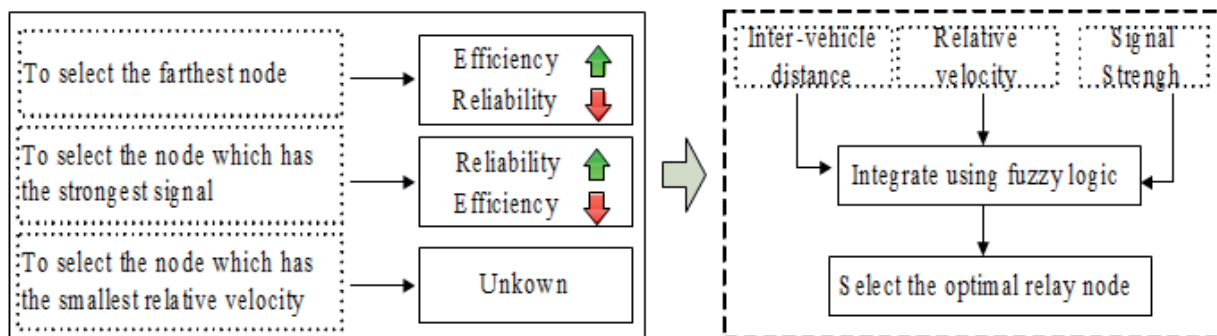 To select the farthest node
Efficiency
Reliability
To select the node which has
the strongest signal
Reliability
Efficiency
To select the node which has
the smallest relative velocity
Unkown
Inter-vehicle
distance
Relative
velocity
Signal
Strengh
Integrate using fuzzy logic
Select the optimal relay node